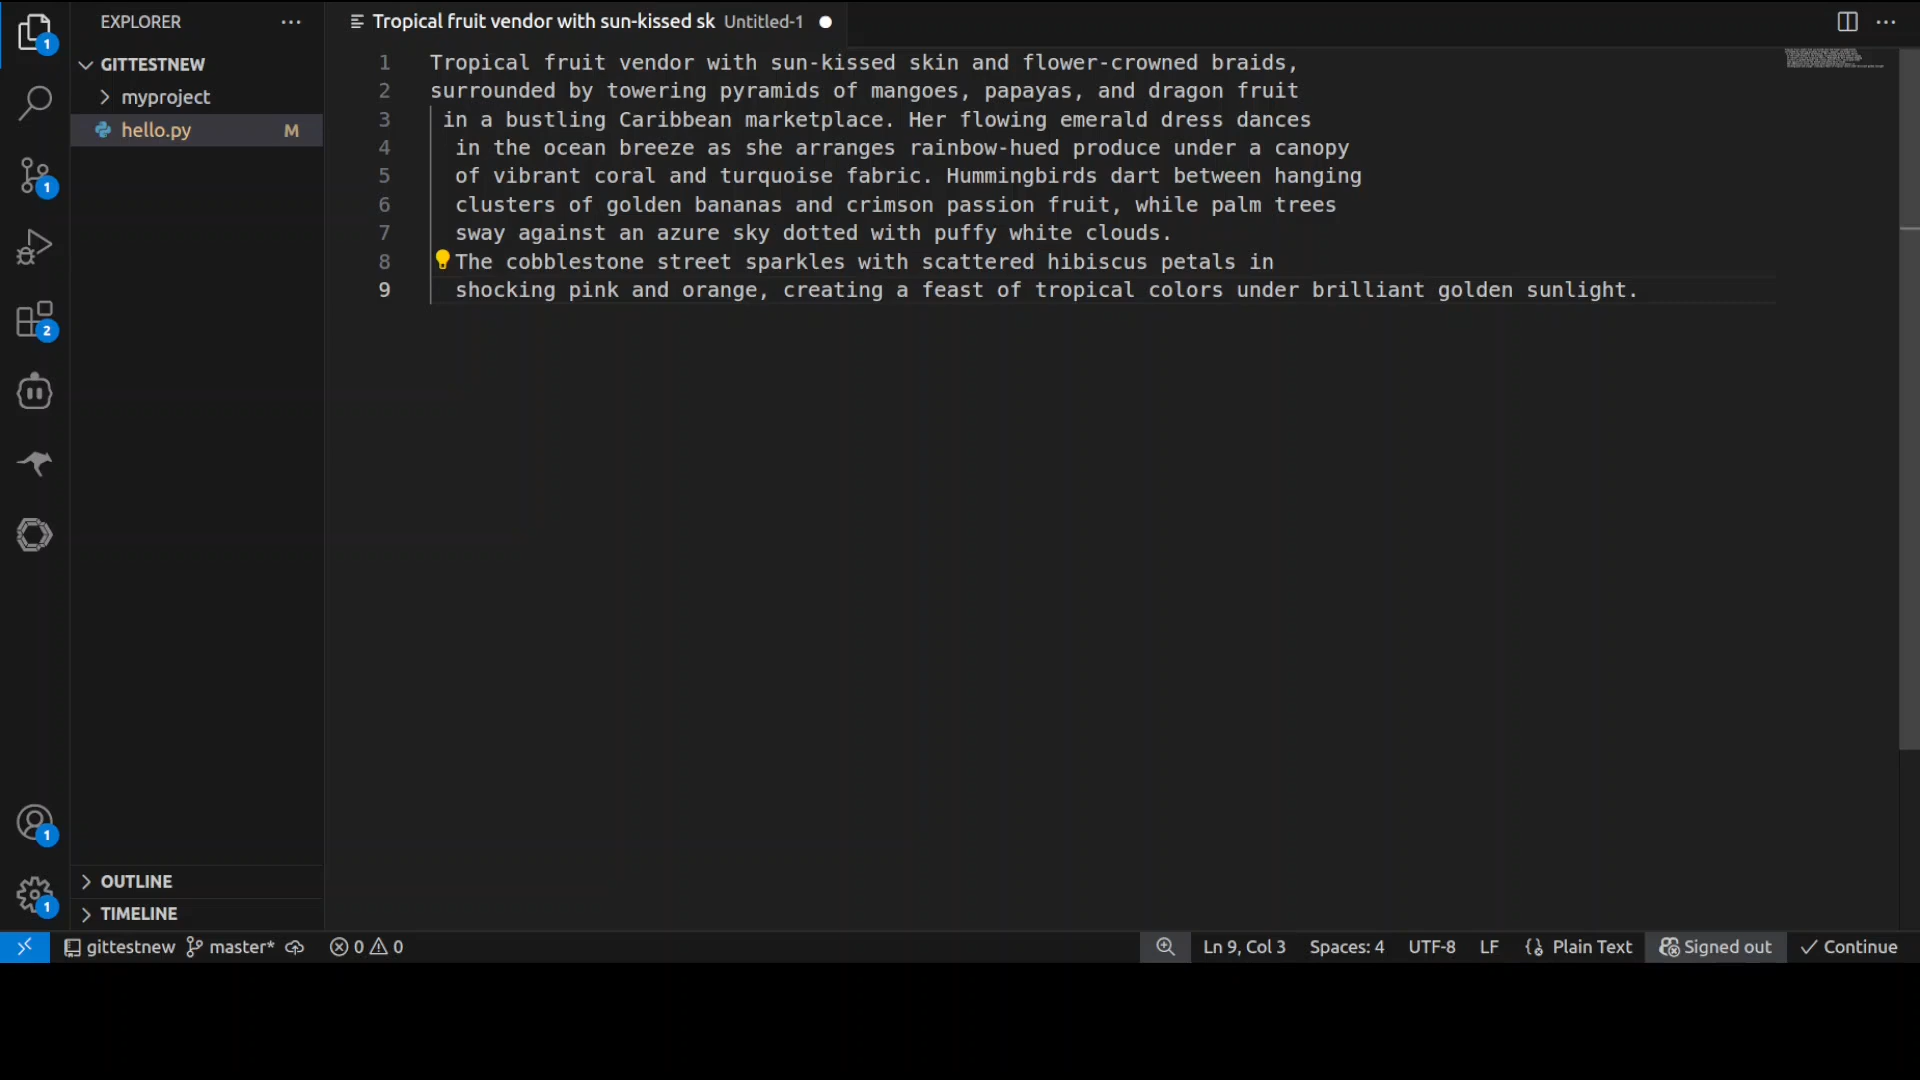 EXPLORER
Tropical fruit vendor with sun-kissed sk Untitled-1
GITTESTNEW
myproject
hello.py M
1 Tropical fruit vendor with sun-kissed skin and flower-crowned braids,
2 surrounded by towering pyramids of mangoes, papayas, and dragon fruit
3 in a bustling Caribbean marketplace. Her flowing emerald dress dances
4 in the ocean breeze as she arranges rainbow-hued produce under a canopy
5 of vibrant coral and turquoise fabric. Hummingbirds dart between hanging
6 clusters of golden bananas and crimson passion fruit, while palm trees
7 sway against an azure sky dotted with puffy white clouds.
8 The cobblestone street sparkles with scattered hibiscus petals in
9 shocking pink and orange, creating a feast of tropical colors under brilliant golden sunlight.
1
1
2
1
1
OUTLINE
TIMELINE
gittestnew master* 0 0 Ln 9, Col 3 Spaces: 4 UTF-8 LF Plain Text Signed out Continue